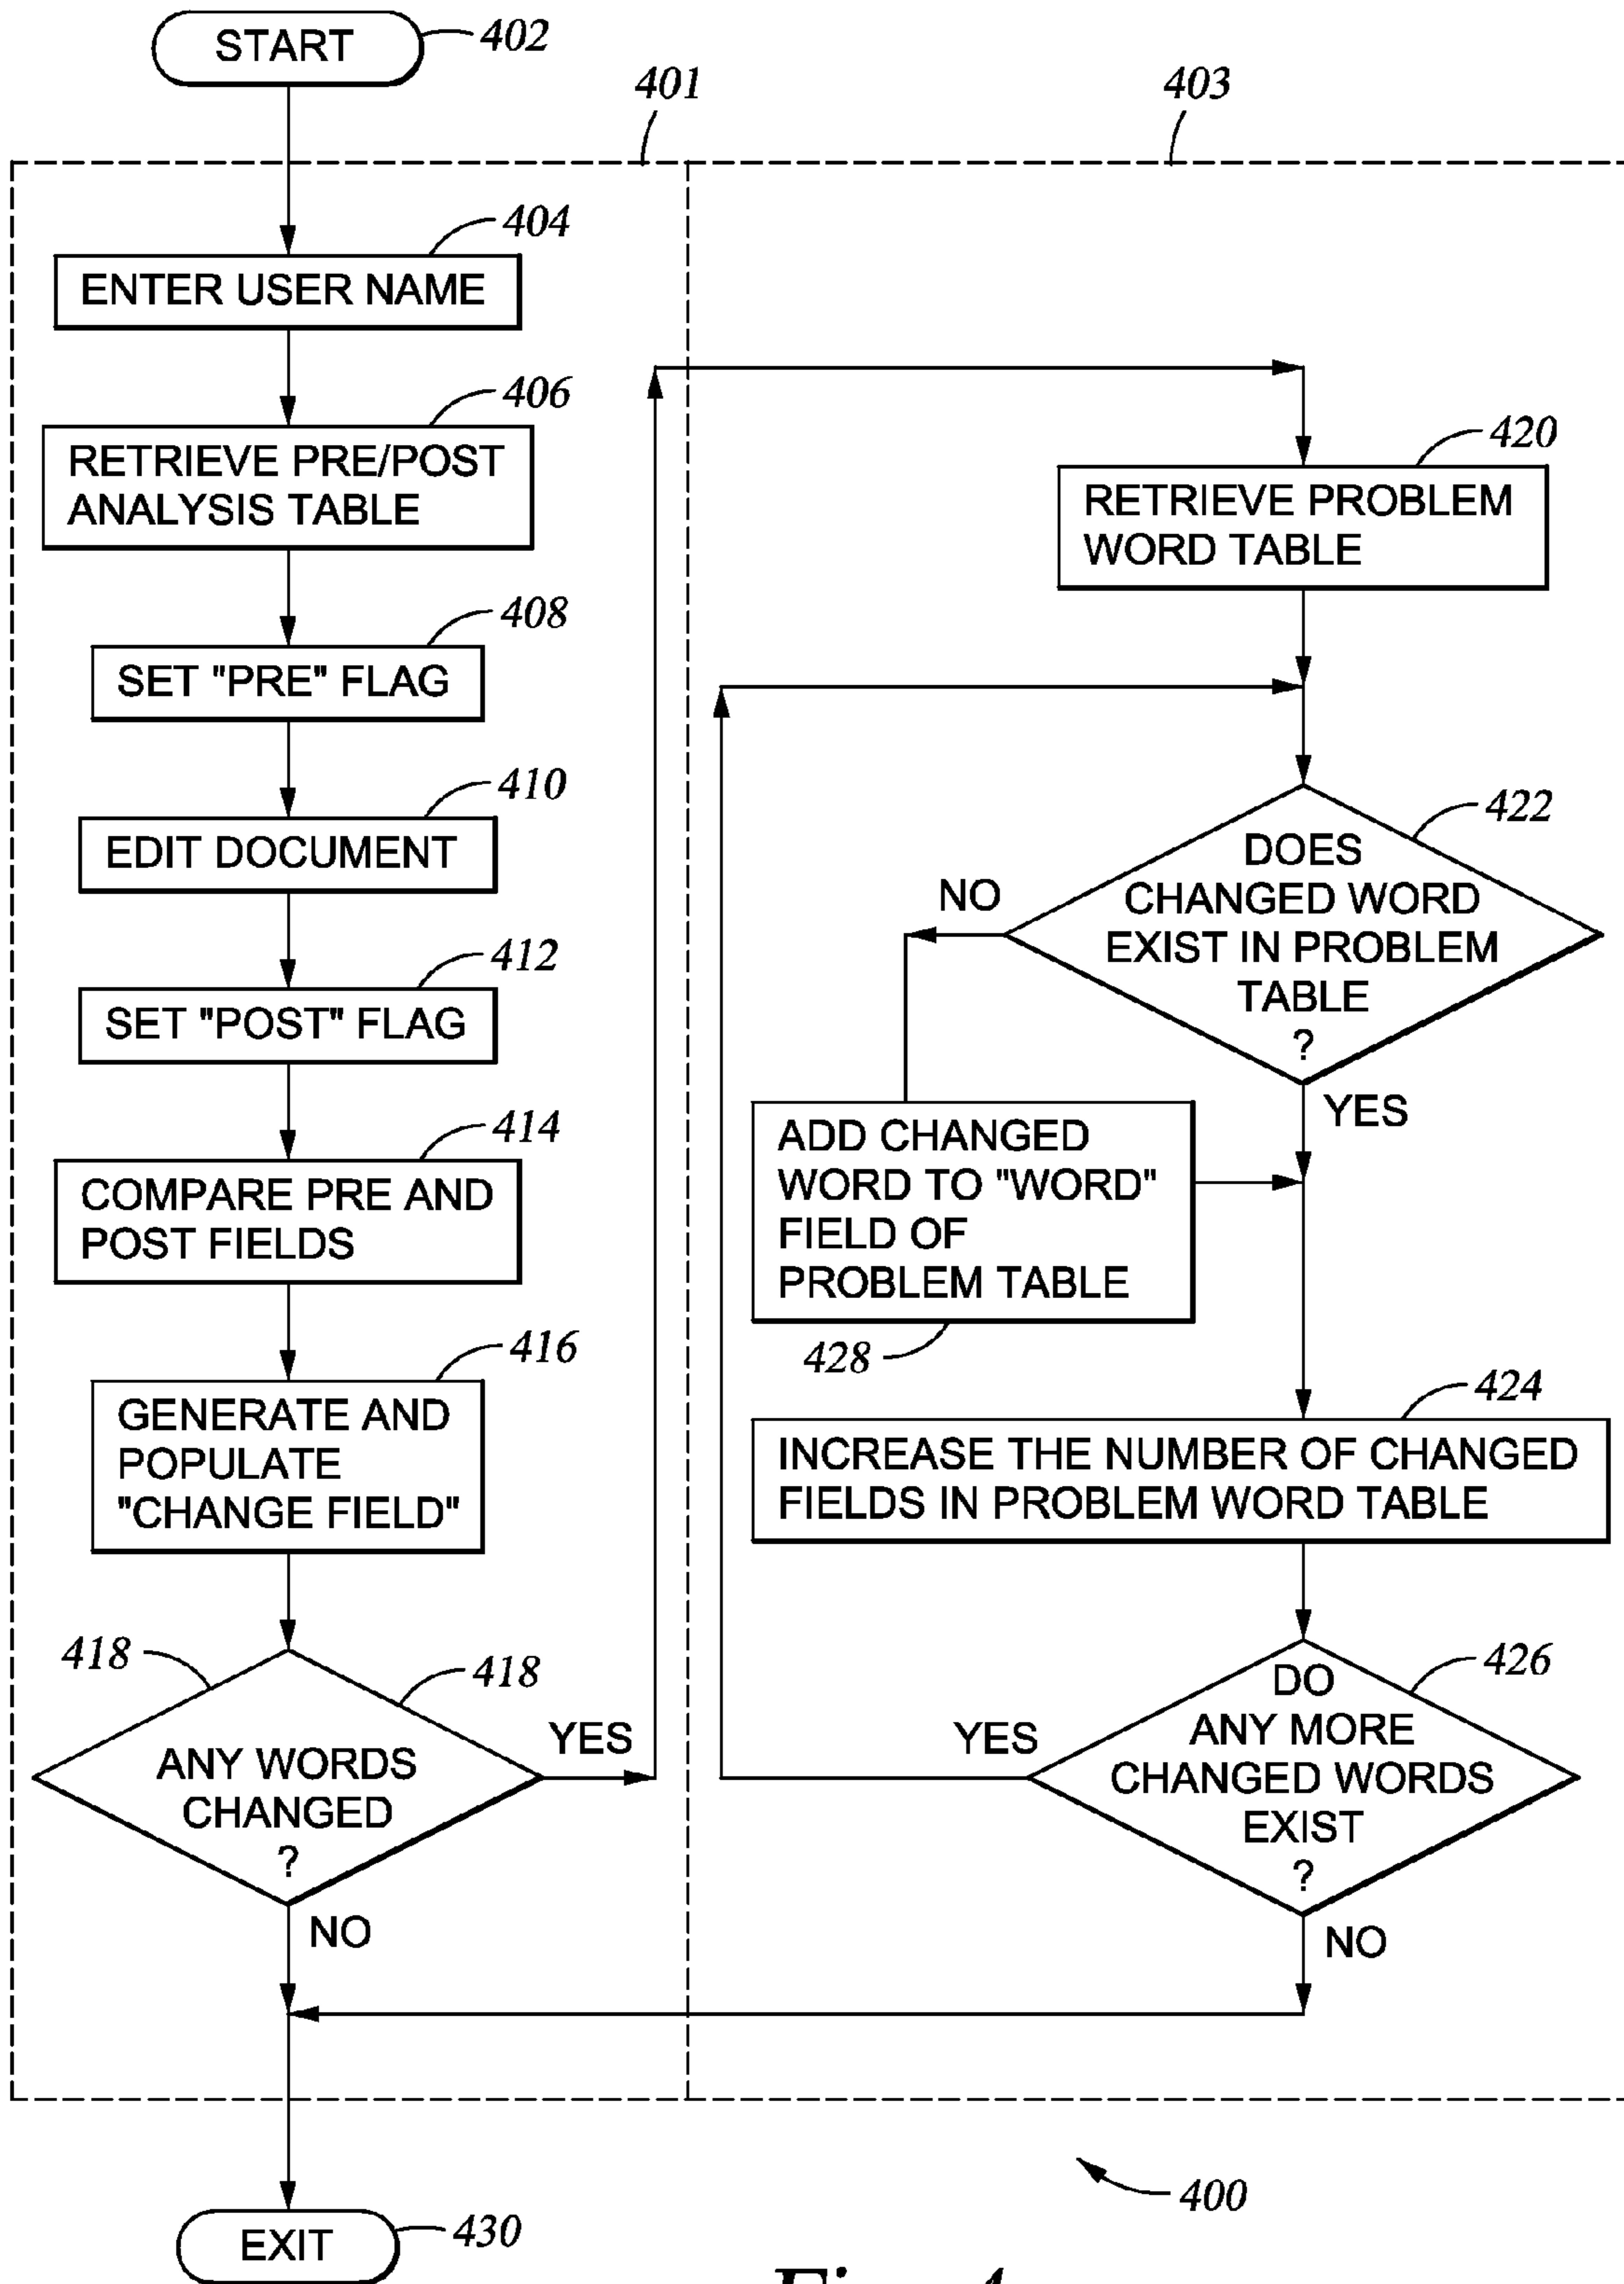 START
402
401
403
404
ENTER USER NAME
406
RETRIEVE PRE/POST
ANALYSIS TABLE
408
SET "PRE" FLAG
410
EDIT DOCUMENT
412
SET "POST" FLAG
414
COMPARE PRE AND
POST FIELDS
416
GENERATE AND
POPULATE
"CHANGE FIELD"
418
418
ANY WORDS
CHANGED
?
YES
NO
420
RETRIEVE PROBLEM
WORD TABLE
422
DOES
CHANGED WORD
EXIST IN PROBLEM
TABLE
?
NO
YES
ADD CHANGED
WORD TO "WORD"
FIELD OF
PROBLEM TABLE
428
424
INCREASE THE NUMBER OF CHANGED
FIELDS IN PROBLEM WORD TABLE
426
DO
ANY MORE
CHANGED WORDS
EXIST
?
YES
NO
400
EXIT
430